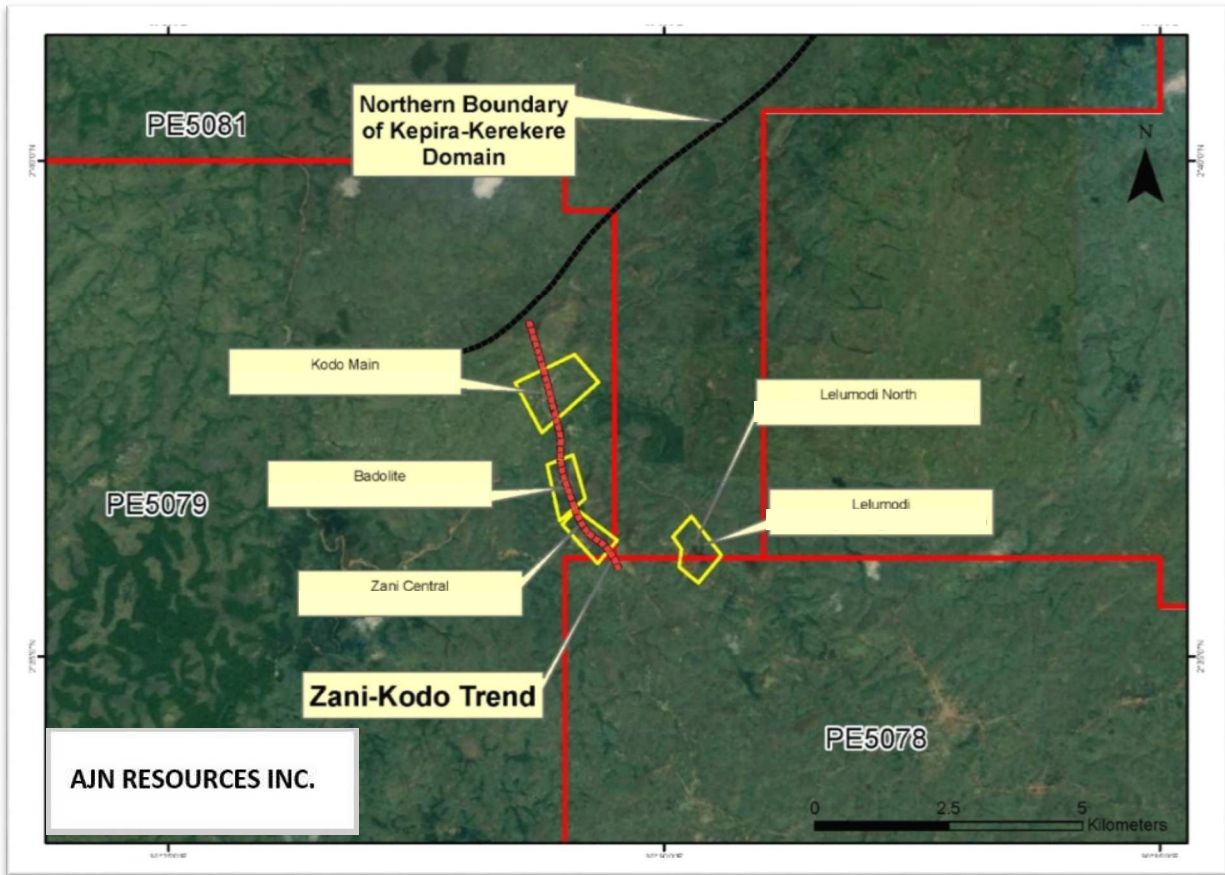 PE5081
Northern Boundary
of Kepira-Kerekere
Domain
N
Kodo Main
Lelumodi North
Badolite
Lelumodi
PE5079
Zani Central
Zani-Kodo Trend
PE5078
AJN RESOURCES INC.
0 2.5 5
Kilometers